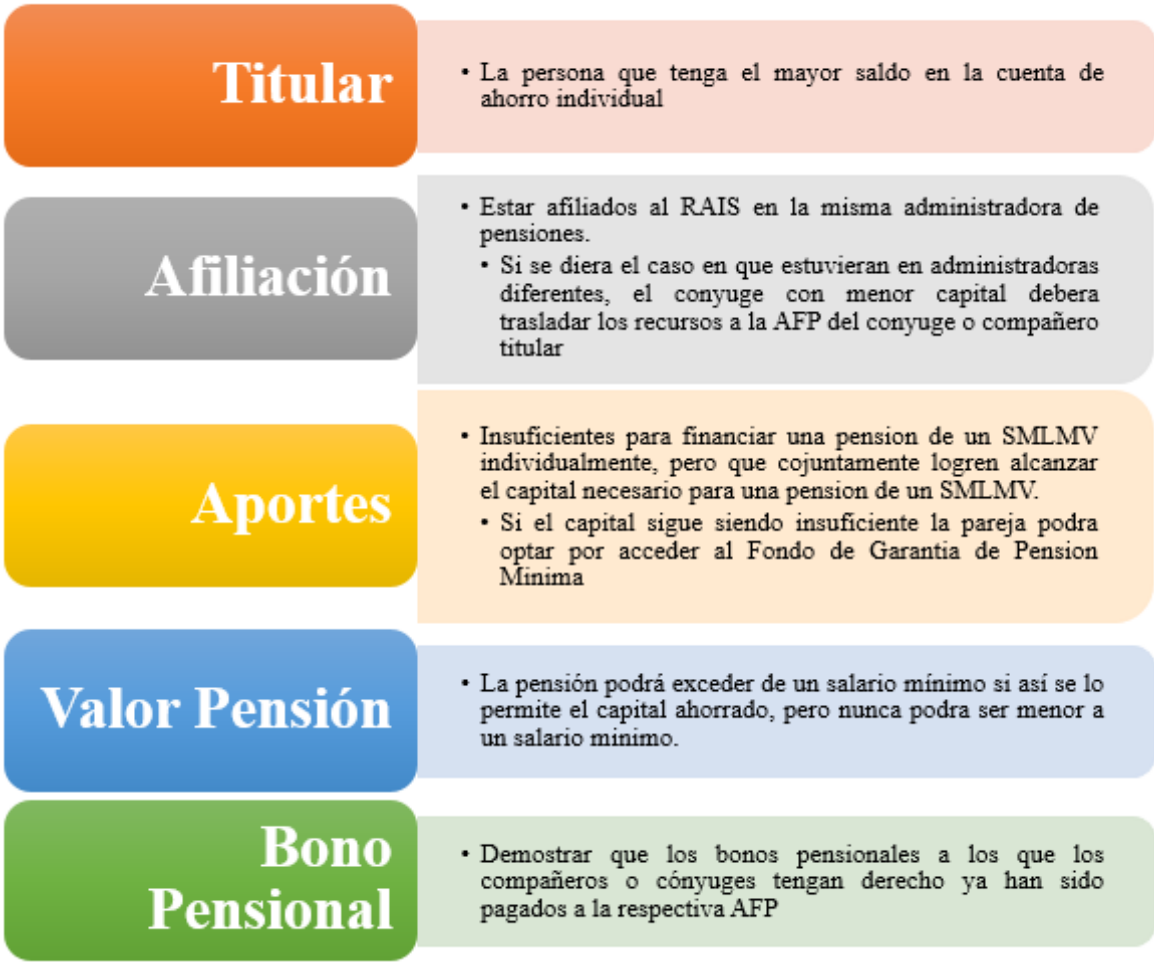 Titular
• La persona que tenga el mayor saldo en la cuenta de
ahorro individual
Afiliación
• Estar afiliados al RAIS en la misma administradora de
pensiones.
• Si se diera el caso en que estuvieran en administradoras
diferentes, el conyuge con menor capital debera
trasladar los recursos a la AFP del conyuge o compañero
titular
Aportes
• Insuficientes para financiar una pension de un SMLMV
individualmente, pero que cojuntamente logren alcanzar
el capital necesario para una pension de un SMLMV.
• Si el capital sigue siendo insuficiente la pareja podra
optar por acceder al Fondo de Garantia de Pension
Minima
Valor Pensión
• La pensión podrá exceder de un salario mínimo si así se lo
permite el capital ahorrado, pero nunca podra ser menor a
un salario minimo.
Bono
Pensional
• Demostrar que los bonos pensionales a los que los
compañeros o cónyuges tengan derecho ya han sido
pagados a la respectiva AFP